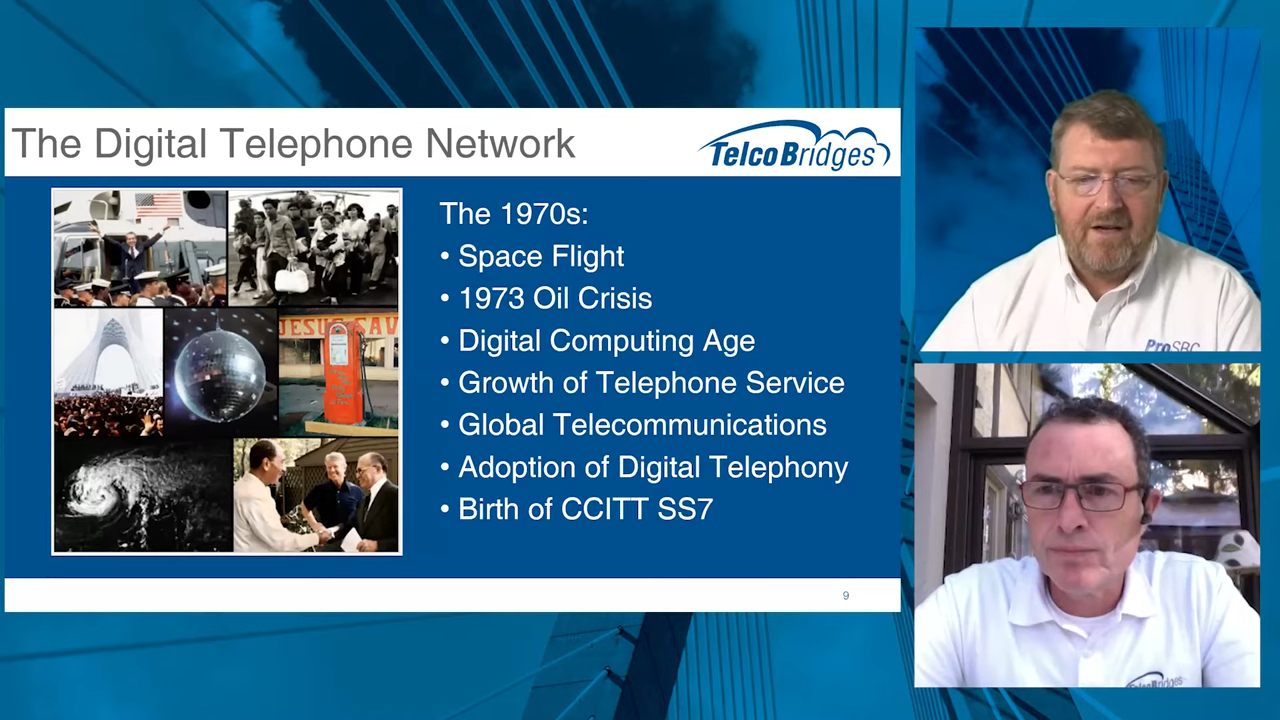 The Digital Telephone Network
TelcoBridges
The 1970s:
• Space Flight
• 1973 Oil Crisis
• Digital Computing Age
• Growth of Telephone Service
• Global Telecommunications
• Adoption of Digital Telephony
• Birth of CCITT SS7
JESUS SAV
9
ProSBC
TelcoBridges